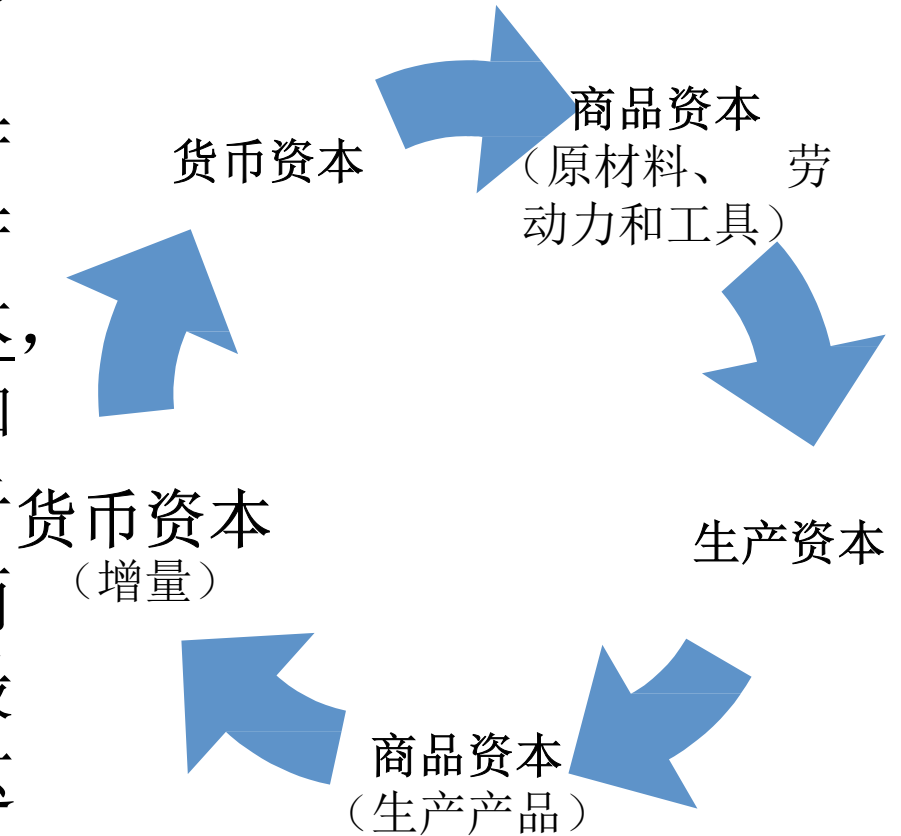 商品资本
（原材料、 劳
动力和工具）
货币资本
货币资本
（增量）
生产资本
商品资本
（生产产品）